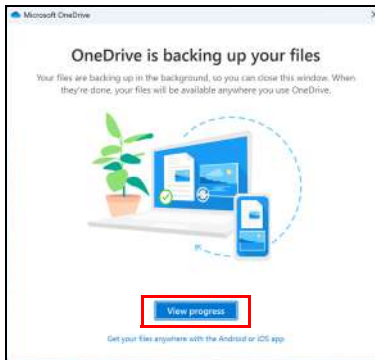 Microsoft OneDrive
OneDrive is backing up your files
Your files are backing up in the background, so you can close this window. When
they're done, your files will be available anywhere you use OneDrive.
View progress
Get your files anywhere with the Android or iOS app